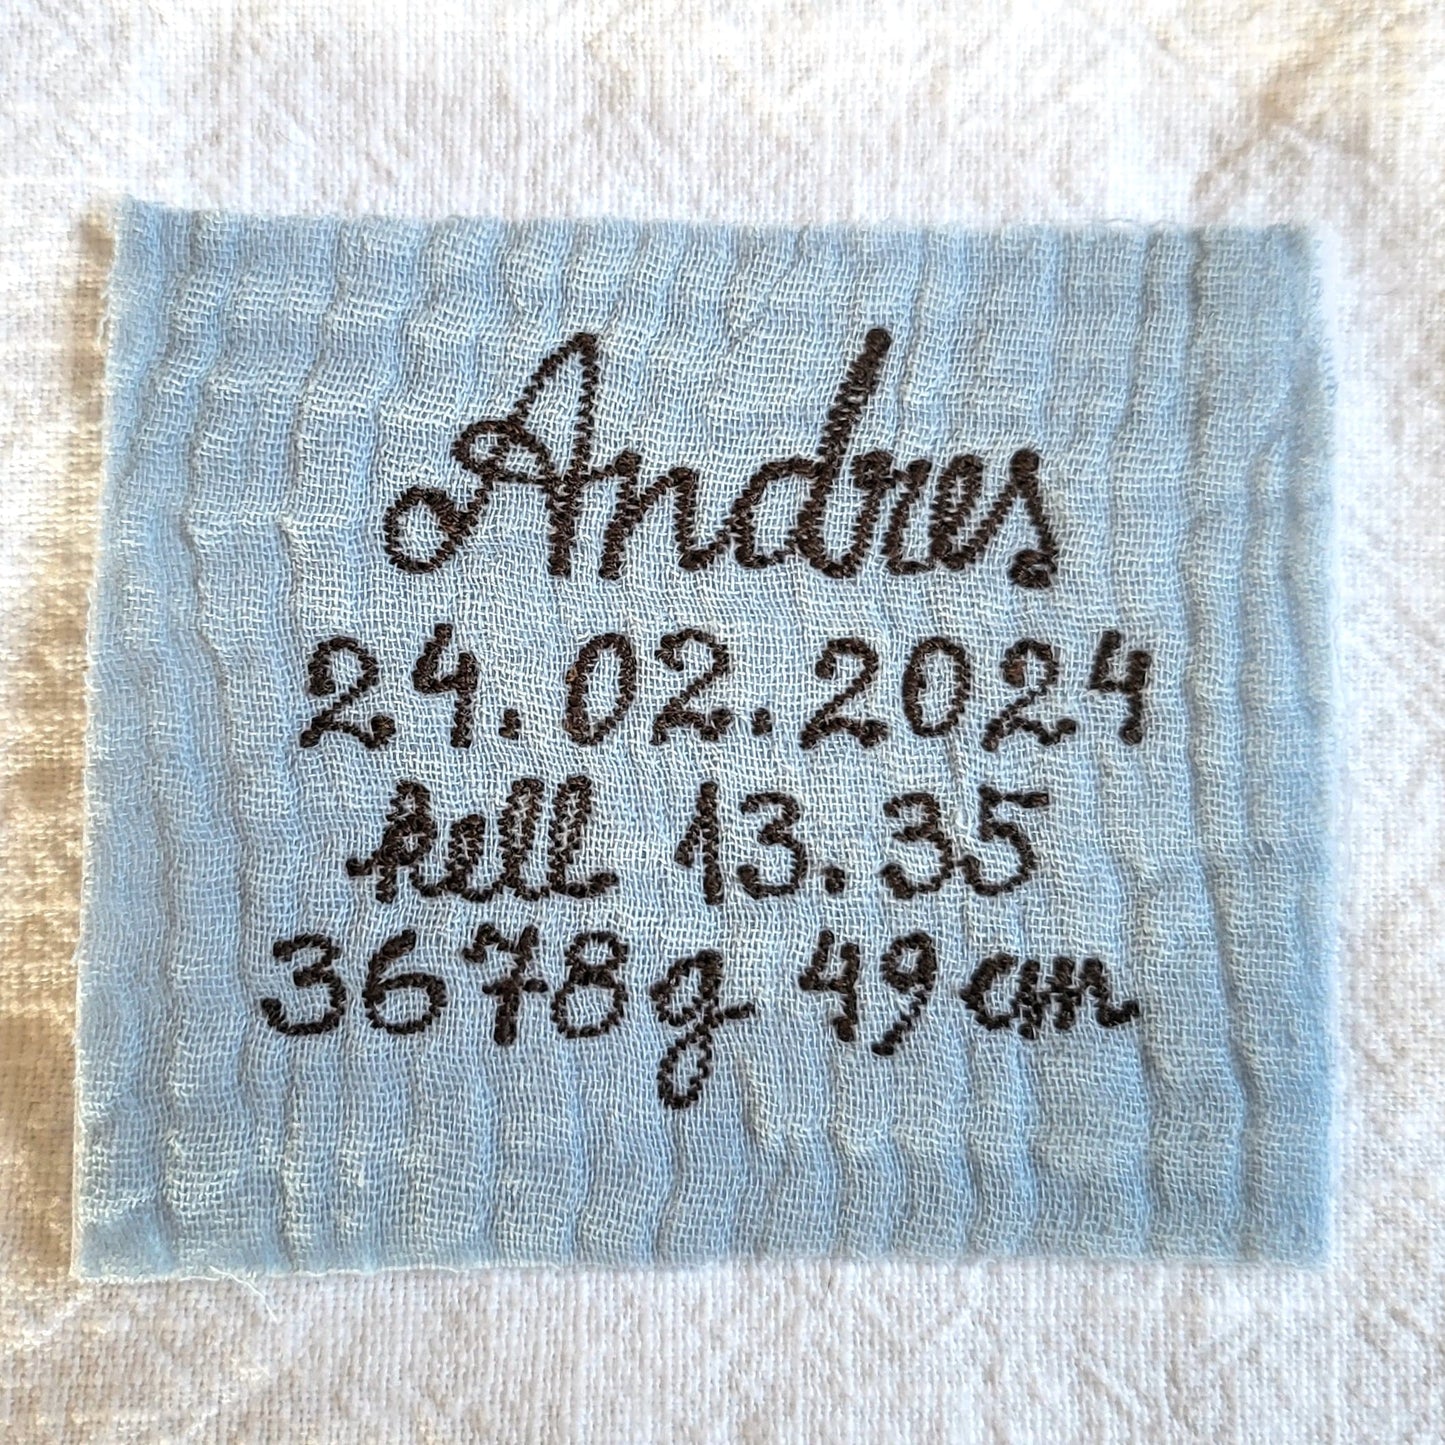 Andres
24.02.2024
kell 13.35
3678g 49cm